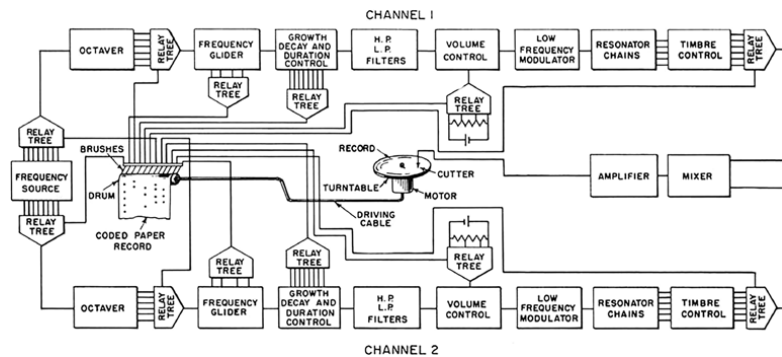 CHANNEL 1
OCTAVER
RELAY
TREE
FREQUENCY
GLIDER
GROWTH
DECAY AND
DURATION
CONTROL
H.P.
L.P.
FILTERS
VOLUME
CONTROL
LOW
FREQUENCY
MODULATOR
RESONATOR
CHAINS
TIMBRE
CONTROL
RELAY
TREE
RELAY
TREE
RELAY
TREE
RELAY
TREE
RELAY
TREE
BRUSHES
FREQUENCY
SOURCE
DRUM
RELAY
TREE
CODED PAPER
RECORD
RECORD
CUTTER
TURNTABLE
MOTOR
DRIVING
CABLE
AMPLIFIER
MIXER
RELAY
TREE
RELAY
TREE
RELAY
TREE
OCTAVER
RELAY
TREE
FREQUENCY
GLIDER
GROWTH
DECAY AND
DURATION
CONTROL
H.P.
L.P.
FILTERS
VOLUME
CONTROL
LOW
FREQUENCY
MODULATOR
RESONATOR
CHAINS
TIMBRE
CONTROL
RELAY
TREE
CHANNEL 2